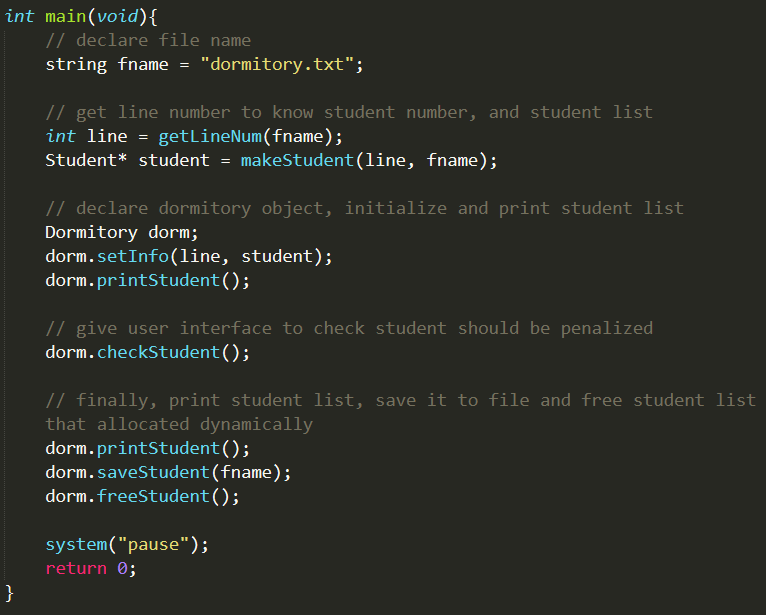 int main(void){
// declare file name
string fname = "dormitory.txt";
// get line number to know student number, and student list
int line = getLineNum(fname);
Student* student = makeStudent(line, fname);
// declare dormitory object, initialize and print student list
Dormitory dorm;
dorm.setInfo(line, student);
dorm.printStudent();
// give user interface to check student should be penalized
dorm.checkStudent();
// finally, print student list, save it to file and free student list
that allocated dynamically
dorm.printStudent();
dorm.saveStudent(fname);
dorm.freeStudent();
system("pause");
return 0;
}